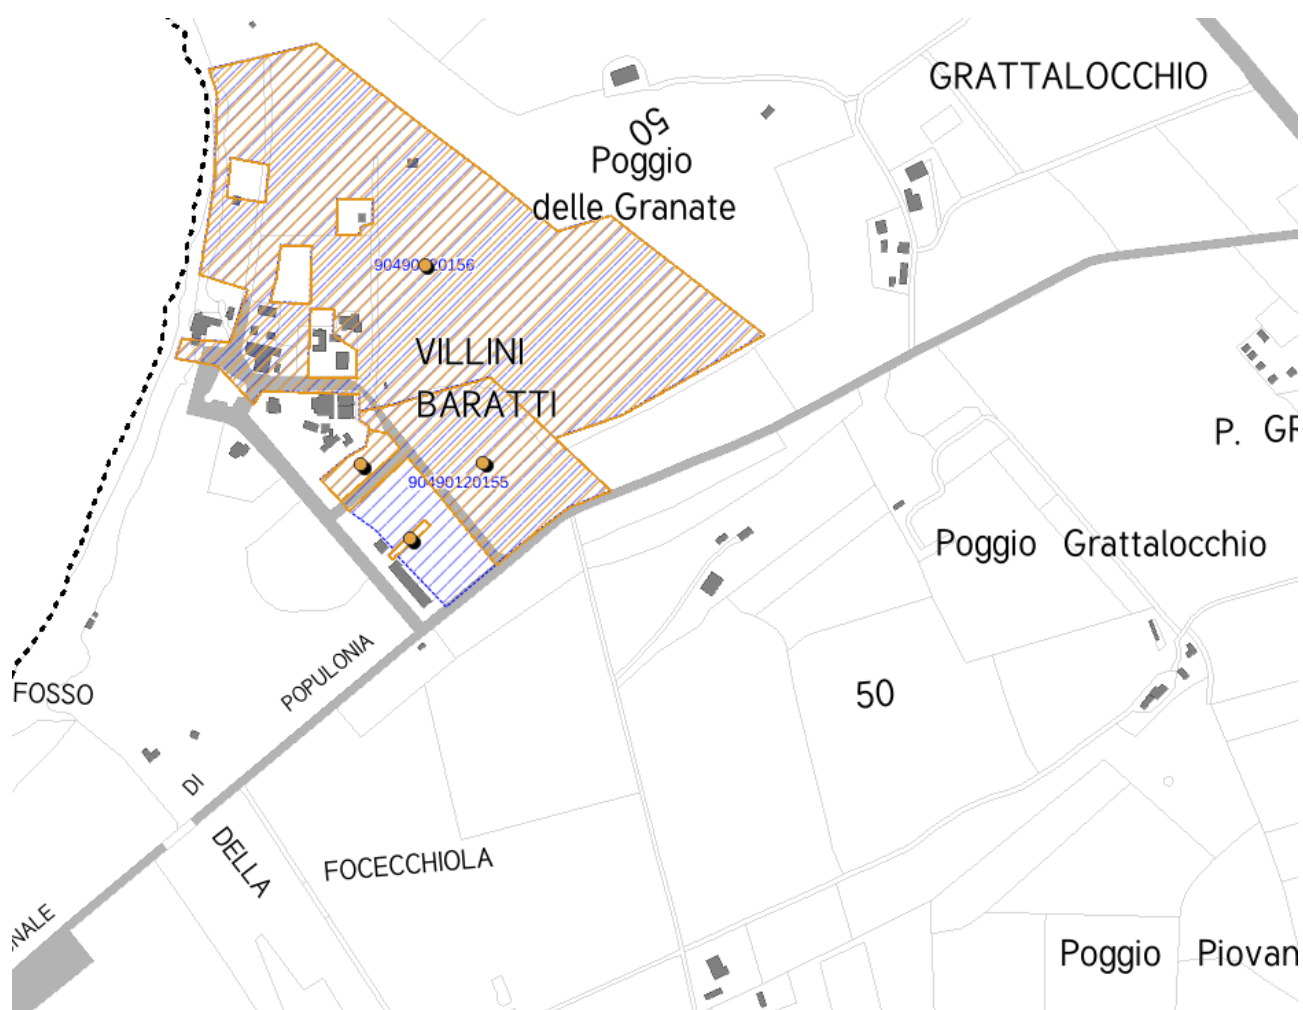 GRATTALOCCHIO
50
Poggio
delle Granate
90490120156
VILLINI
BARATTI
P. GR
90490120155
Poggio Grattalocchio
POPULONIA
FOSSO
50
DI
DELLA
FOCECCHIOLA
NALE
Poggio Piovan